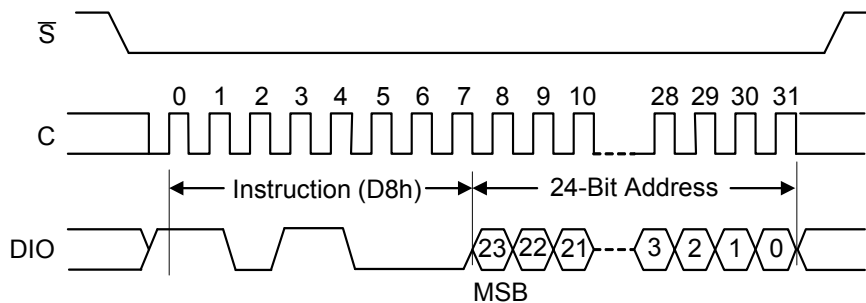 S̅
0 1 2 3 4 5 6 7 8 9 10 28 29 30 31
C
Instruction (D8h) 24-Bit Address
DIO 23 22 21 3 2 1 0
MSB